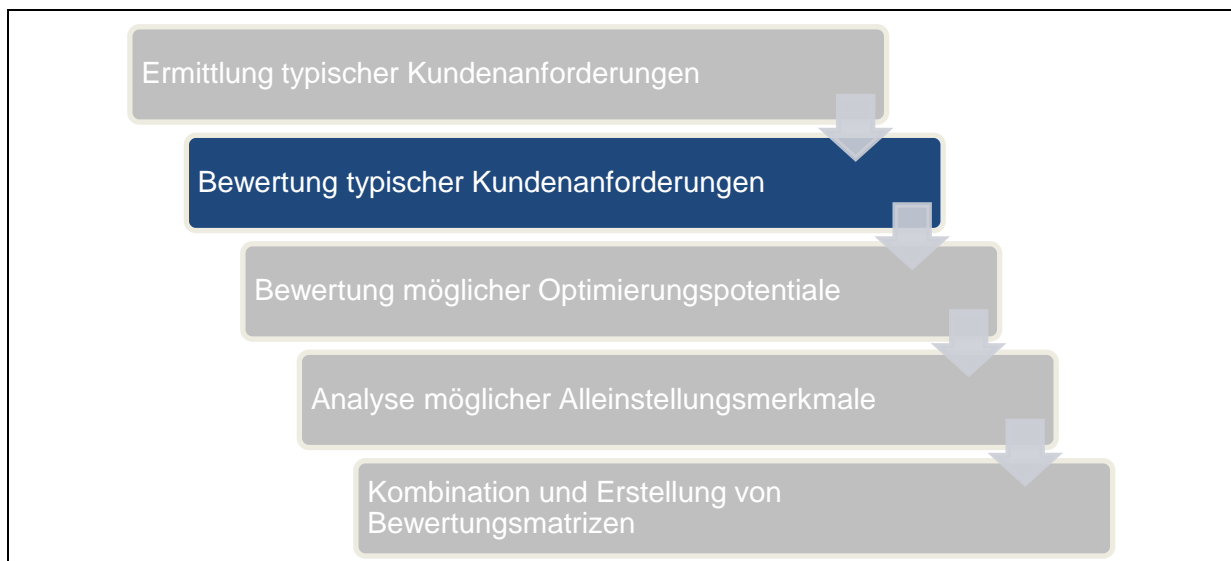 Ermittlung typischer Kundenanforderungen
Bewertung typischer Kundenanforderungen
Bewertung möglicher Optimierungspotentiale
Analyse möglicher Alleinstellungsmerkmale
Kombination und Erstellung von
Bewertungsmatrizen